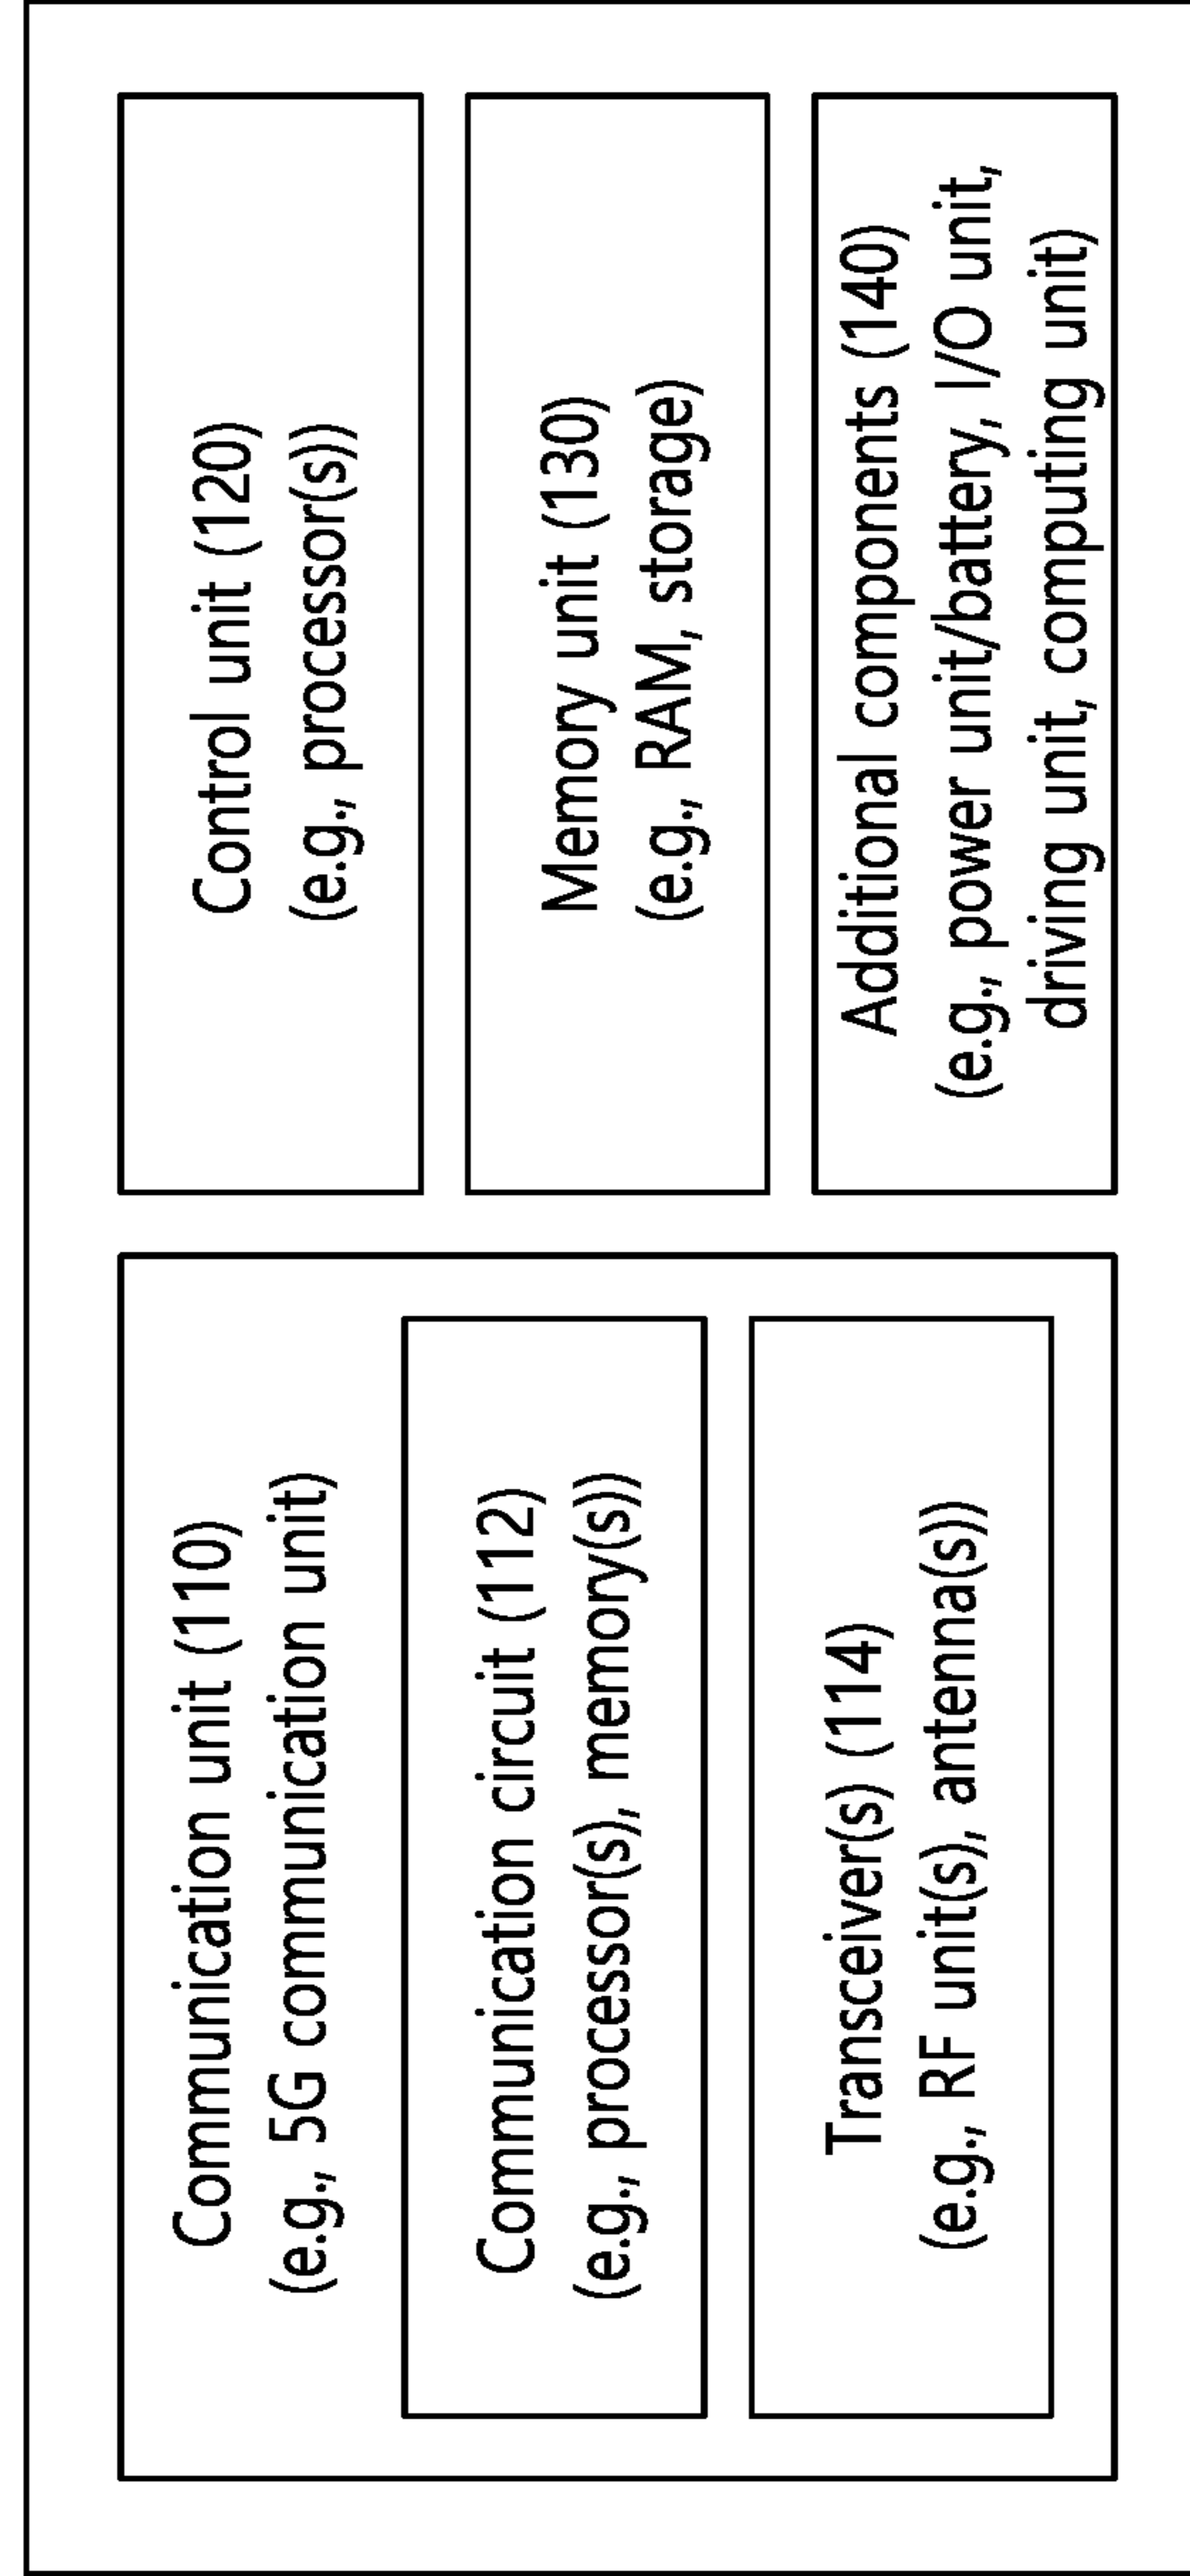 Communication unit (110)
(e.g., 5G communication unit)
Communication circuit (112)
(e.g., processor(s), memory(s))
Transceiver(s) (114)
(e.g., RF unit(s), antenna(s))
Control unit (120)
(e.g., processor(s))
Memory unit (130)
(e.g., RAM, storage)
Additional components (140)
(e.g., power unit/battery, I/O unit,
driving unit, computing unit)